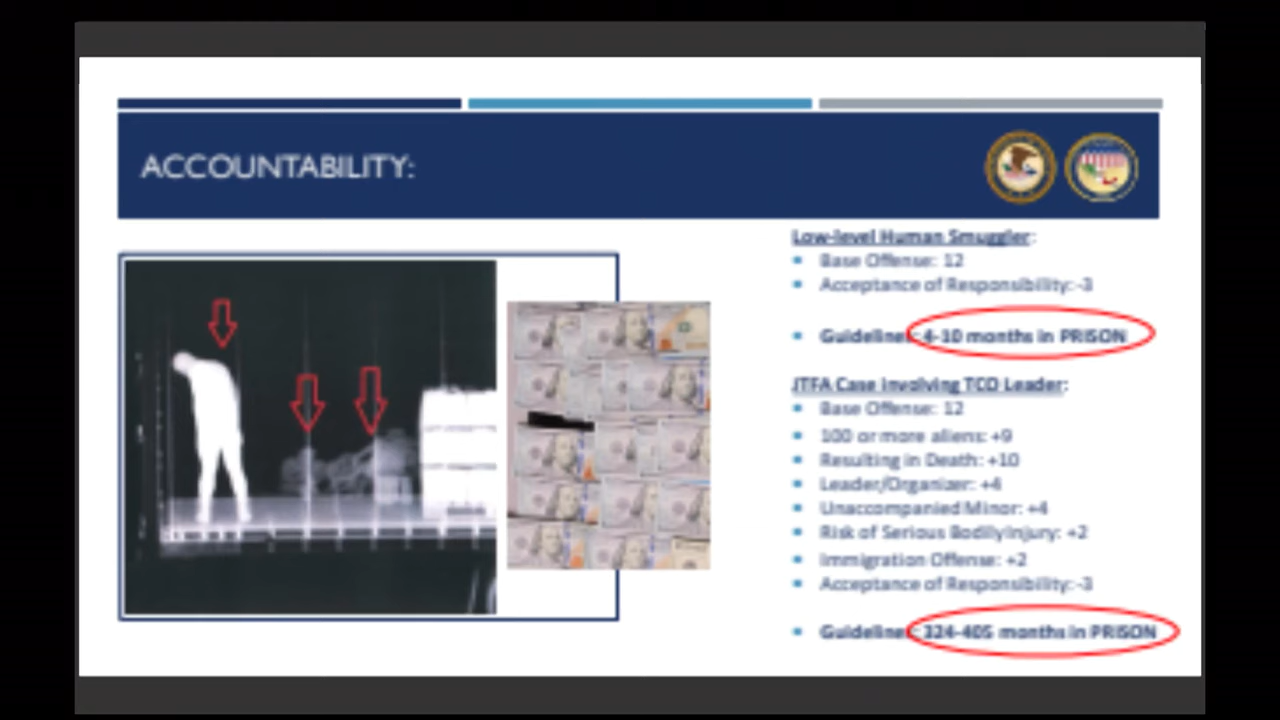 ACCOUNTABILITY:
Low-level Human Smuggler:
Base Offense: 12
Acceptance of Responsibility: -3
Guidelines: 4-10 months in PRISON
JTFA Case involving TCO Leader:
Base Offense: 12
100 or more aliens: +9
Resulting in Death: +10
Leader/Organizer: +4
Unaccompanied Minor: +4
Risk of Serious Bodily Injury: +2
Immigration Offense: +2
Acceptance of Responsibility: -3
Guidelines: 324-405 months in PRISON